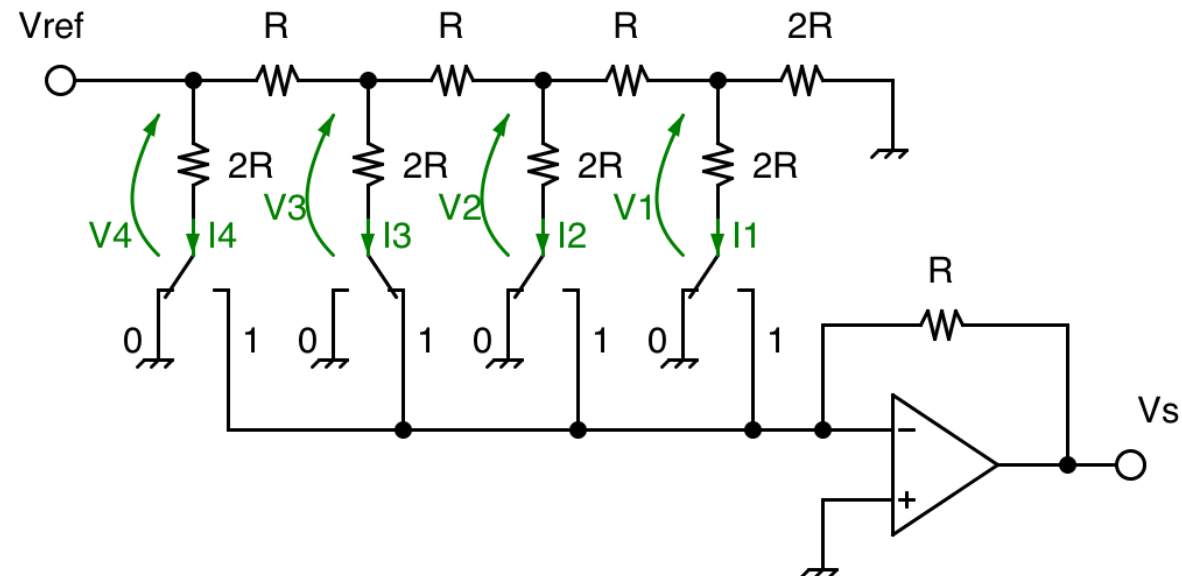 Vref R R R 2R
2R 2R 2R 2R
V4 I4 V3 I3 V2 I2 V1 I1
R
0 1 0 1 0 1 0 1
Vs
−
+